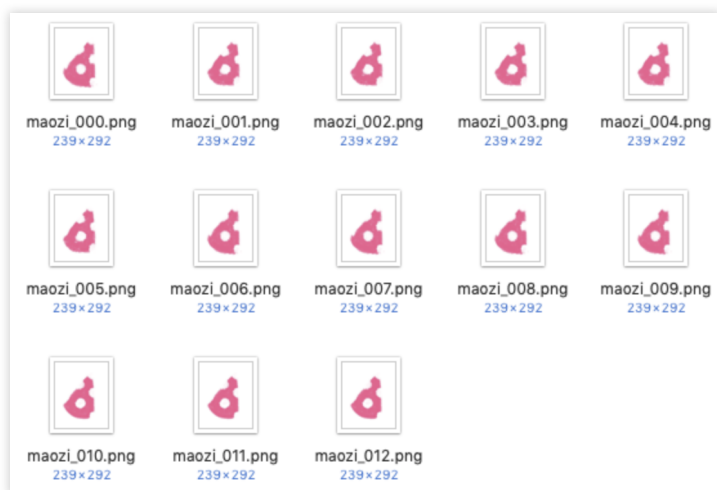 maozi_000.png maozi_001.png maozi_002.png maozi_003.png maozi_004.png
239×292 239×292 239×292 239×292 239×292
maozi_005.png maozi_006.png maozi_007.png maozi_008.png maozi_009.png
239×292 239×292 239×292 239×292 239×292
maozi_010.png maozi_011.png maozi_012.png
239×292 239×292 239×292